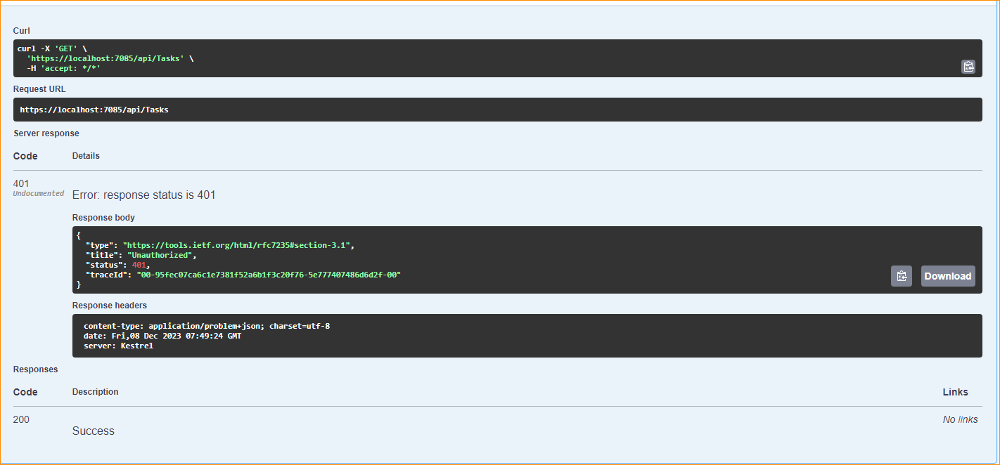 Curl
curl -X 'GET' \
'https://localhost:7085/api/Tasks' \
-H 'accept: */*'
Request URL
https://localhost:7085/api/Tasks
Server response
Code Details
401
Undocumented
Error: response status is 401
Response body
{
"type": "https://tools.ietf.org/html/rfc7235#section-3.1",
"title": "Unauthorized",
"status": 401,
"traceId": "00-95fec07ca6c1e7381f52a6b1f3c20f76-5e777407486d6d2f-00"
}
Download
Response headers
content-type: application/problem+json; charset=utf-8
date: Fri,08 Dec 2023 07:49:24 GMT
server: Kestrel
Responses
Code Description Links
200 No links
Success